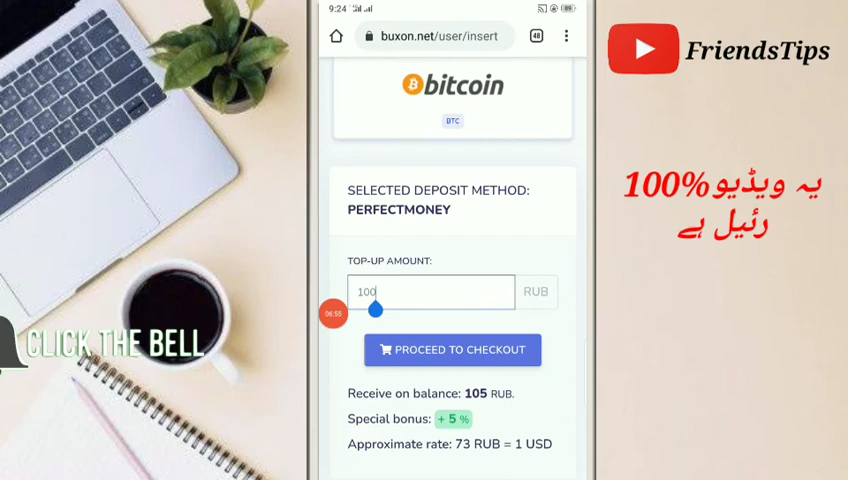 9:24
buxon.net/user/insert
48
bitcoin
BTC
SELECTED DEPOSIT METHOD:
PERFECTMONEY
TOP-UP AMOUNT:
100
RUB
06:55
PROCEED TO CHECKOUT
Receive on balance: 105 RUB.
Special bonus: + 5 %
Approximate rate: 73 RUB = 1 USD
CLICK THE BELL
FriendsTips
یہ ویڈیو 100%
رئیل ہے